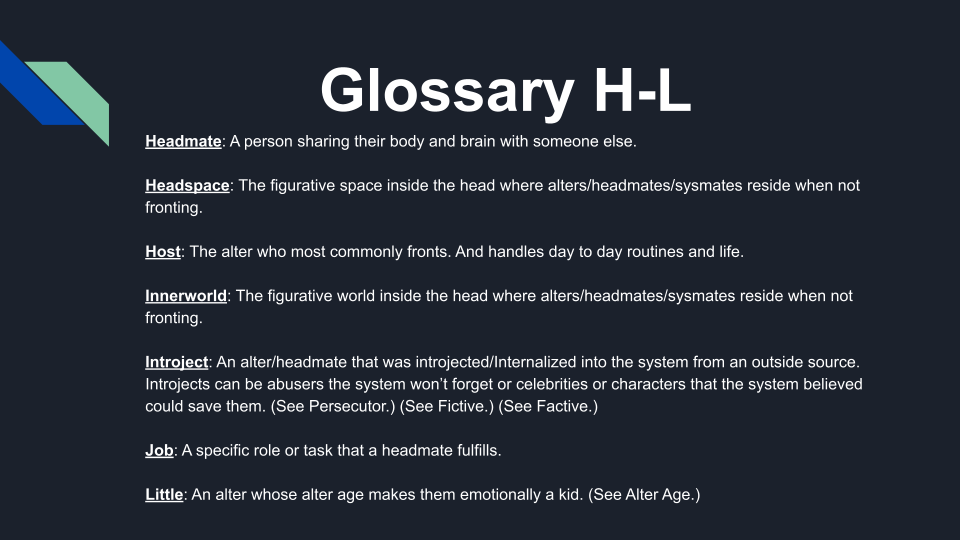 Glossary H-L
Headmate: A person sharing their body and brain with someone else.
Headspace: The figurative space inside the head where alters/headmates/sysmates reside when not
fronting.
Host: The alter who most commonly fronts. And handles day to day routines and life.
Innerworld: The figurative world inside the head where alters/headmates/sysmates reside when not
fronting.
Introject: An alter/headmate that was introjected/Internalized into the system from an outside source.
Introjects can be abusers the system won’t forget or celebrities or characters that the system believed
could save them. (See Persecutor.) (See Fictive.) (See Factive.)
Job: A specific role or task that a headmate fulfills.
Little: An alter whose alter age makes them emotionally a kid. (See Alter Age.)